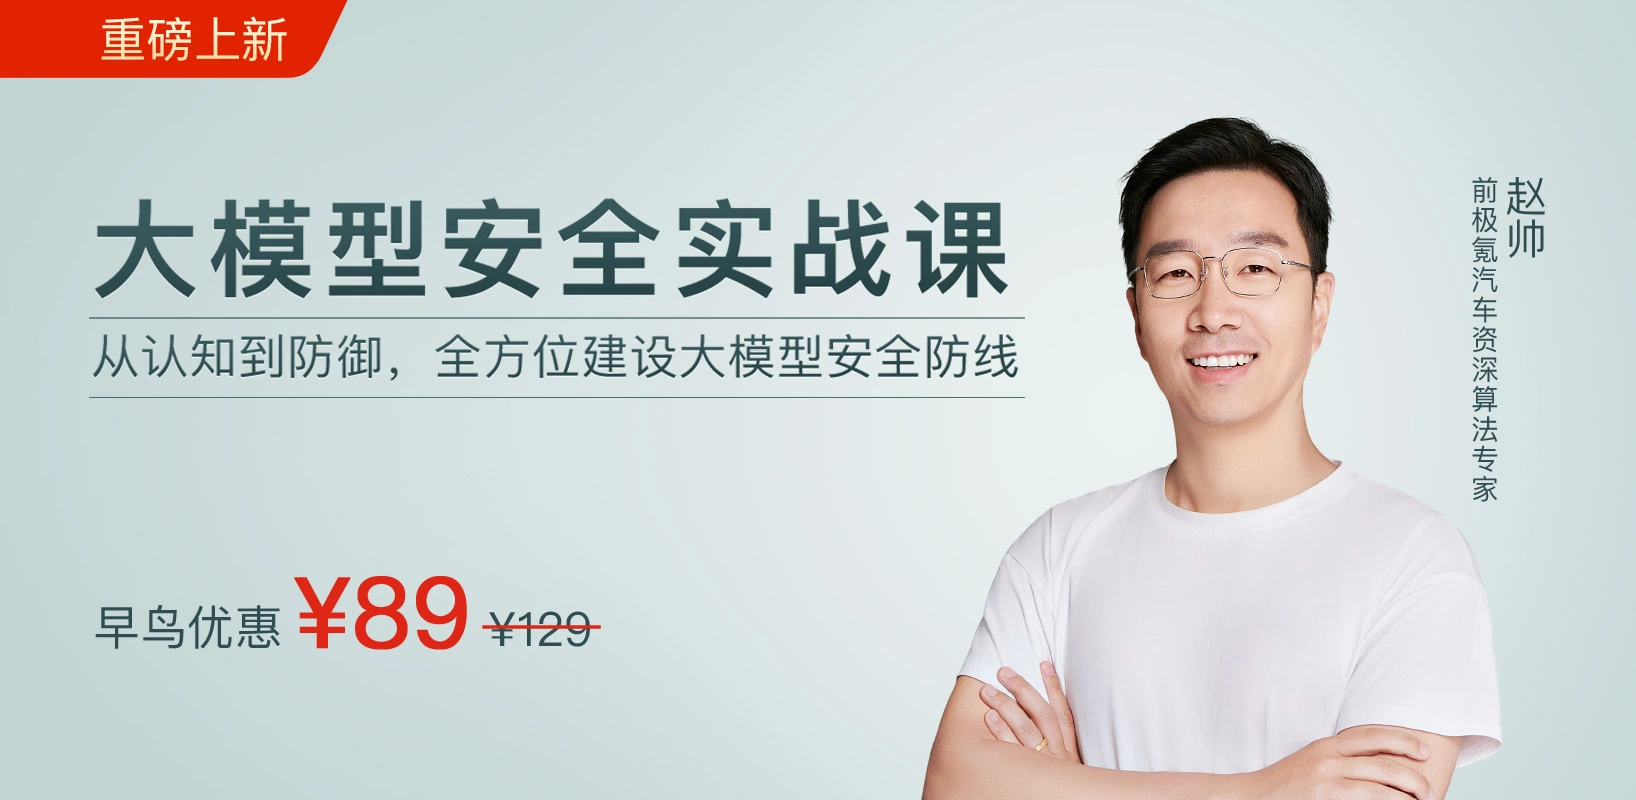 重磅上新
大模型安全实战课
从认知到防御，全方位建设大模型安全防线
早鸟优惠 ¥89 ¥129
赵帅
前极氪汽车资深算法专家